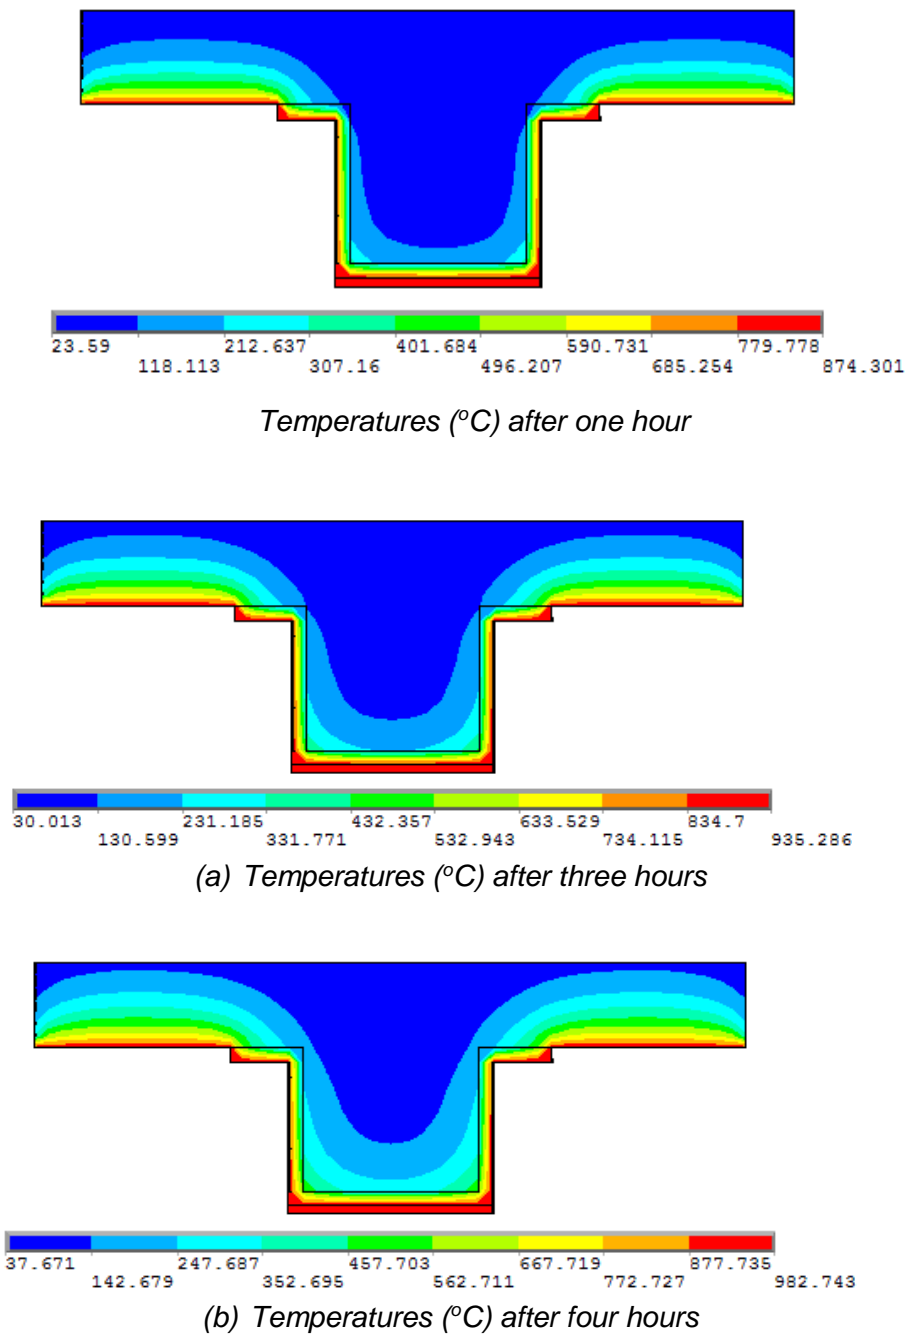 23.59 212.637 401.684 590.731 779.778
118.113 307.16 496.207 685.254 874.301
Temperatures (°C) after one hour
30.013 231.185 432.357 633.529 834.7
130.599 331.771 532.943 734.115 935.286
(a) Temperatures (°C) after three hours
37.671 247.687 457.703 667.719 877.735
142.679 352.695 562.711 772.727 982.743
(b) Temperatures (°C) after four hours